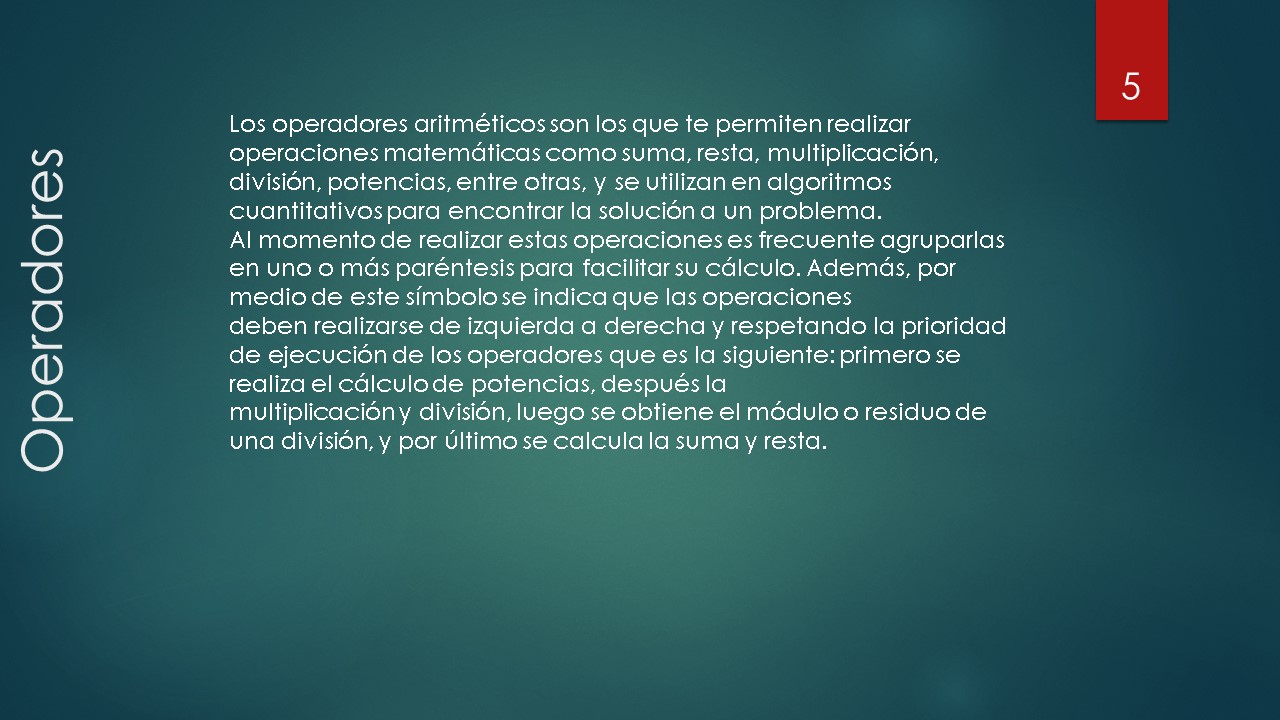 5
Operadores
Los operadores aritméticos son los que te permiten realizar
operaciones matemáticas como suma, resta, multiplicación,
división, potencias, entre otras, y se utilizan en algoritmos
cuantitativos para encontrar la solución a un problema.
Al momento de realizar estas operaciones es frecuente agruparlas
en uno o más paréntesis para facilitar su cálculo. Además, por
medio de este símbolo se indica que las operaciones
deben realizarse de izquierda a derecha y respetando la prioridad
de ejecución de los operadores que es la siguiente: primero se
realiza el cálculo de potencias, después la
multiplicación y división, luego se obtiene el módulo o residuo de
una división, y por último se calcula la suma y resta.